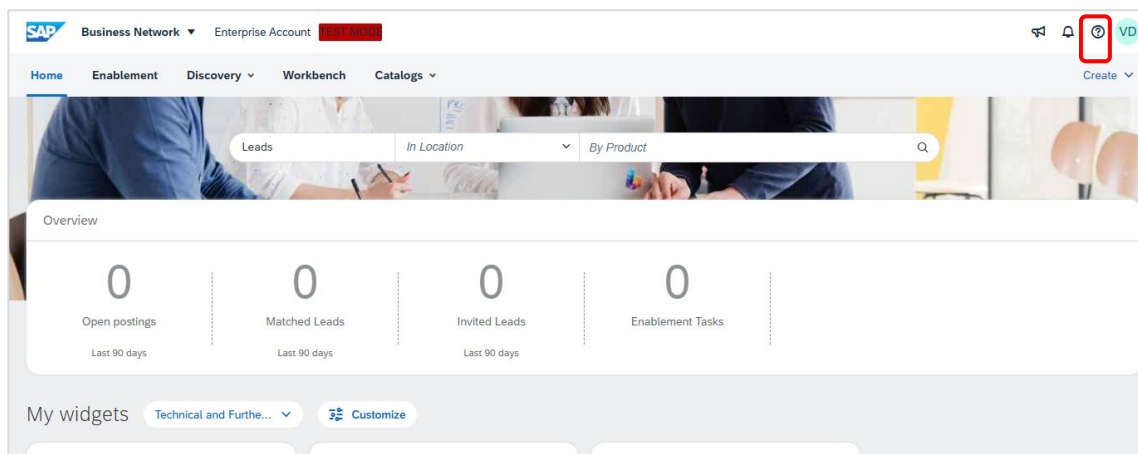 SAP Business Network Enterprise Account TEST MODE VD
Home Enablement Discovery Workbench Catalogs Create
Leads In Location By Product
Overview
0 0 0 0
Open postings Matched Leads Invited Leads Enablement Tasks
Last 90 days Last 90 days Last 90 days
My widgets Technical and Furthe... Customize